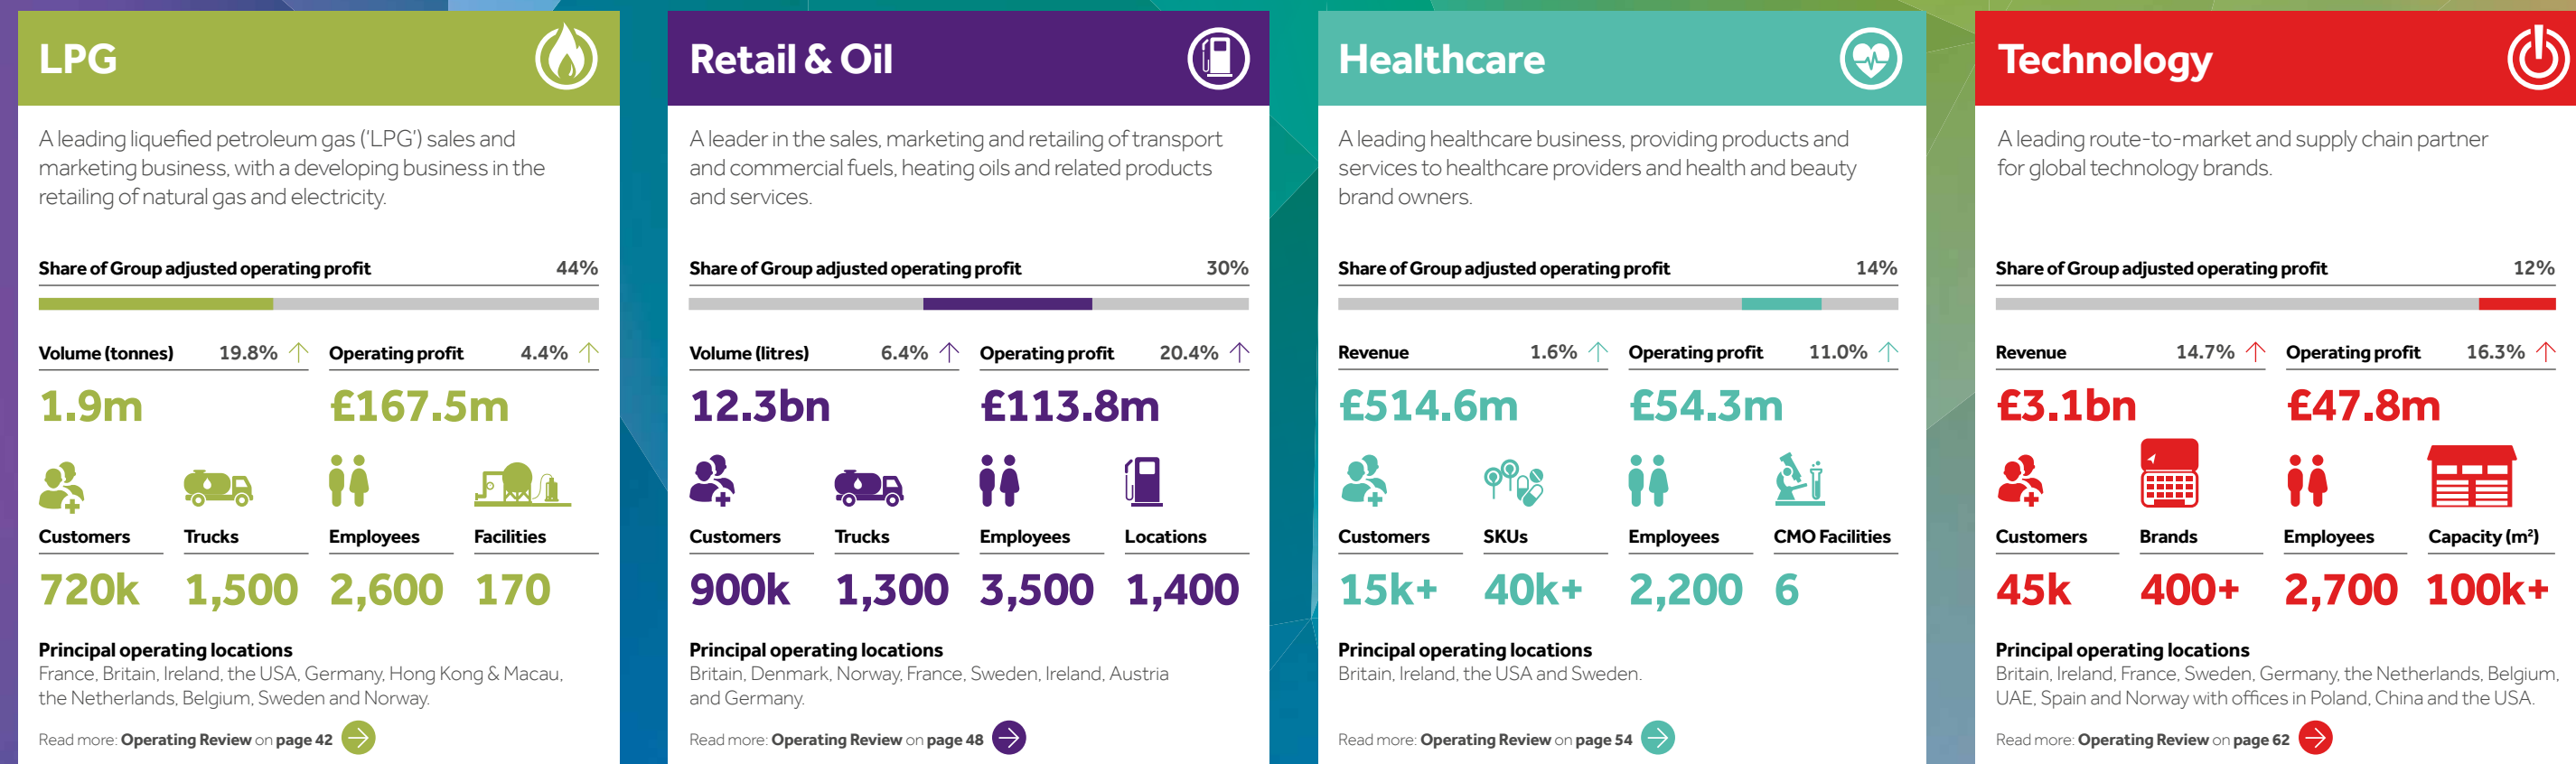 LPG
A leading liquefied petroleum gas ('LPG') sales and
marketing business, with a developing business in the
retailing of natural gas and electricity.
Share of Group adjusted operating profit 44%
Volume (tonnes) 19.8% ↑ Operating profit 4.4% ↑
1.9m £167.5m
Customers Trucks Employees Facilities
720k 1,500 2,600 170
Principal operating locations
France, Britain, Ireland, the USA, Germany, Hong Kong & Macau,
the Netherlands, Belgium, Sweden and Norway.
Read more: Operating Review on page 42
Retail & Oil
A leader in the sales, marketing and retailing of transport
and commercial fuels, heating oils and related products
and services.
Share of Group adjusted operating profit 30%
Volume (litres) 6.4% ↑ Operating profit 20.4% ↑
12.3bn £113.8m
Customers Trucks Employees Locations
900k 1,300 3,500 1,400
Principal operating locations
Britain, Denmark, Norway, France, Sweden, Ireland, Austria
and Germany.
Read more: Operating Review on page 48
Healthcare
A leading healthcare business, providing products and
services to healthcare providers and health and beauty
brand owners.
Share of Group adjusted operating profit 14%
Revenue 1.6% ↑ Operating profit 11.0% ↑
£514.6m £54.3m
Customers SKUs Employees CMO Facilities
15k+ 40k+ 2,200 6
Principal operating locations
Britain, Ireland, the USA and Sweden.
Read more: Operating Review on page 54
Technology
A leading route-to-market and supply chain partner
for global technology brands.
Share of Group adjusted operating profit 12%
Revenue 14.7% ↑ Operating profit 16.3% ↑
£3.1bn £47.8m
Customers Brands Employees Capacity (m²)
45k 400+ 2,700 100k+
Principal operating locations
Britain, Ireland, France, Sweden, Germany, the Netherlands, Belgium,
UAE, Spain and Norway with offices in Poland, China and the USA.
Read more: Operating Review on page 62